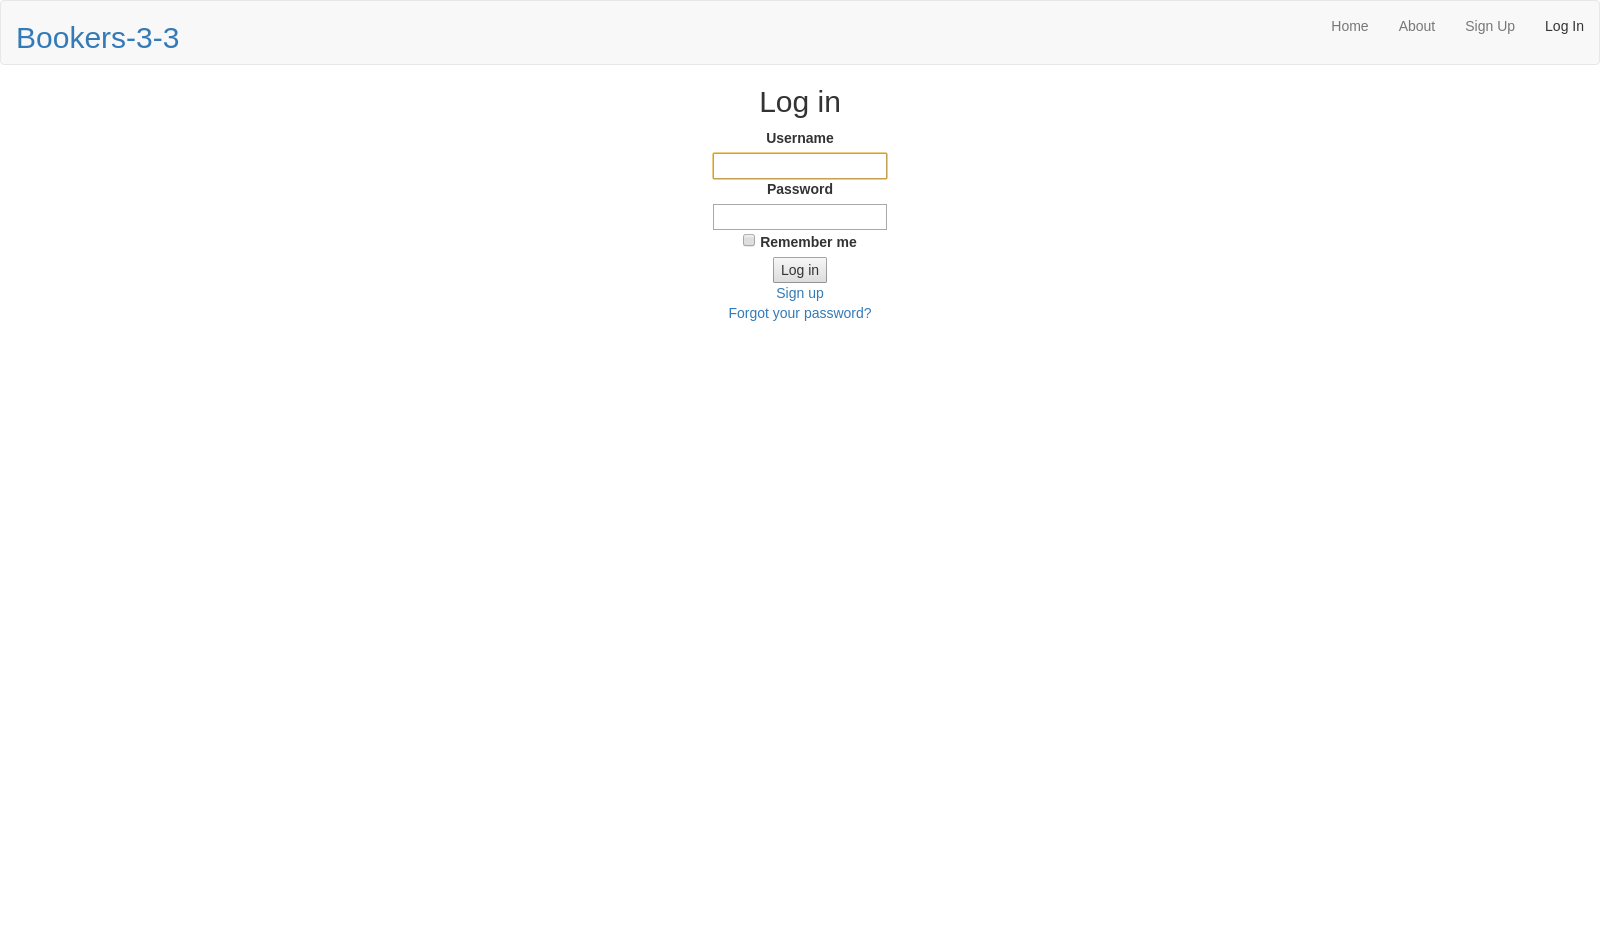 Bookers-3-3
Home About Sign Up Log In
Log in
Username
Password
Remember me
Log in
Sign up
Forgot your password?